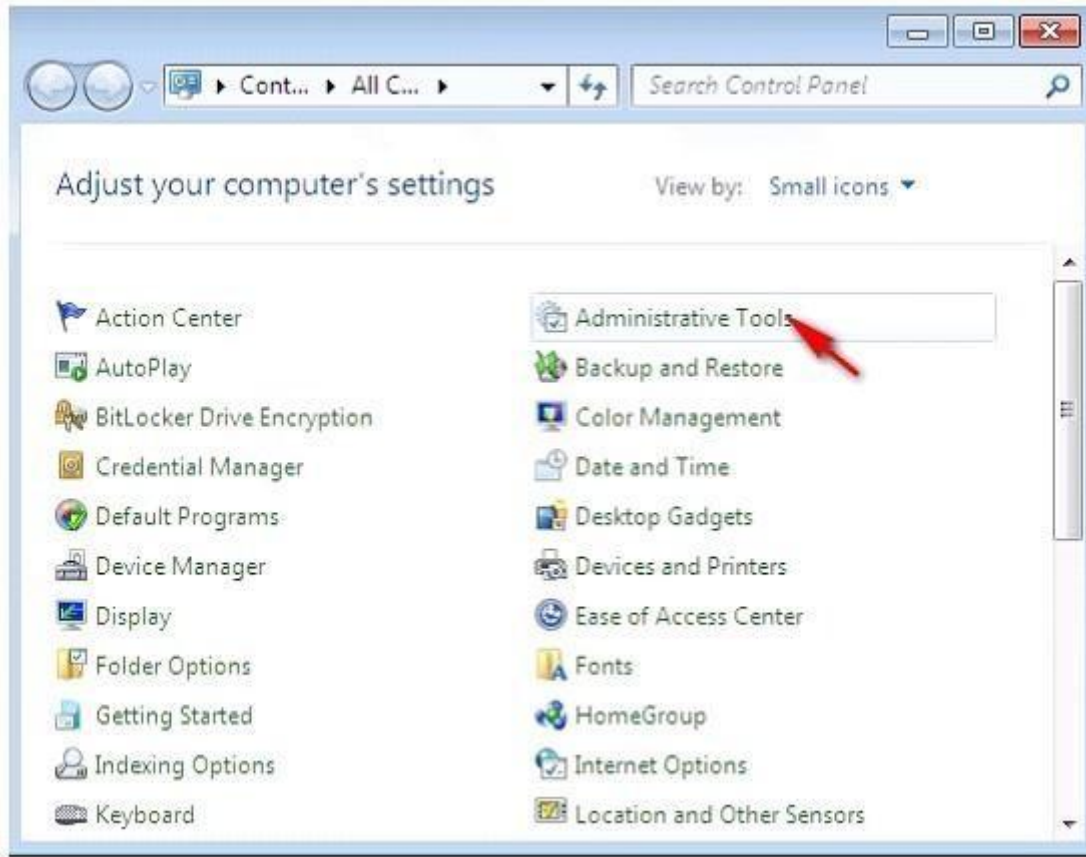 Cont... All C...
Search Control Panel
Adjust your computer's settings
View by: Small icons
Action Center
Administrative Tools
AutoPlay
Backup and Restore
BitLocker Drive Encryption
Color Management
Credential Manager
Date and Time
Default Programs
Desktop Gadgets
Device Manager
Devices and Printers
Display
Ease of Access Center
Folder Options
Fonts
Getting Started
HomeGroup
Indexing Options
Internet Options
Keyboard
Location and Other Sensors